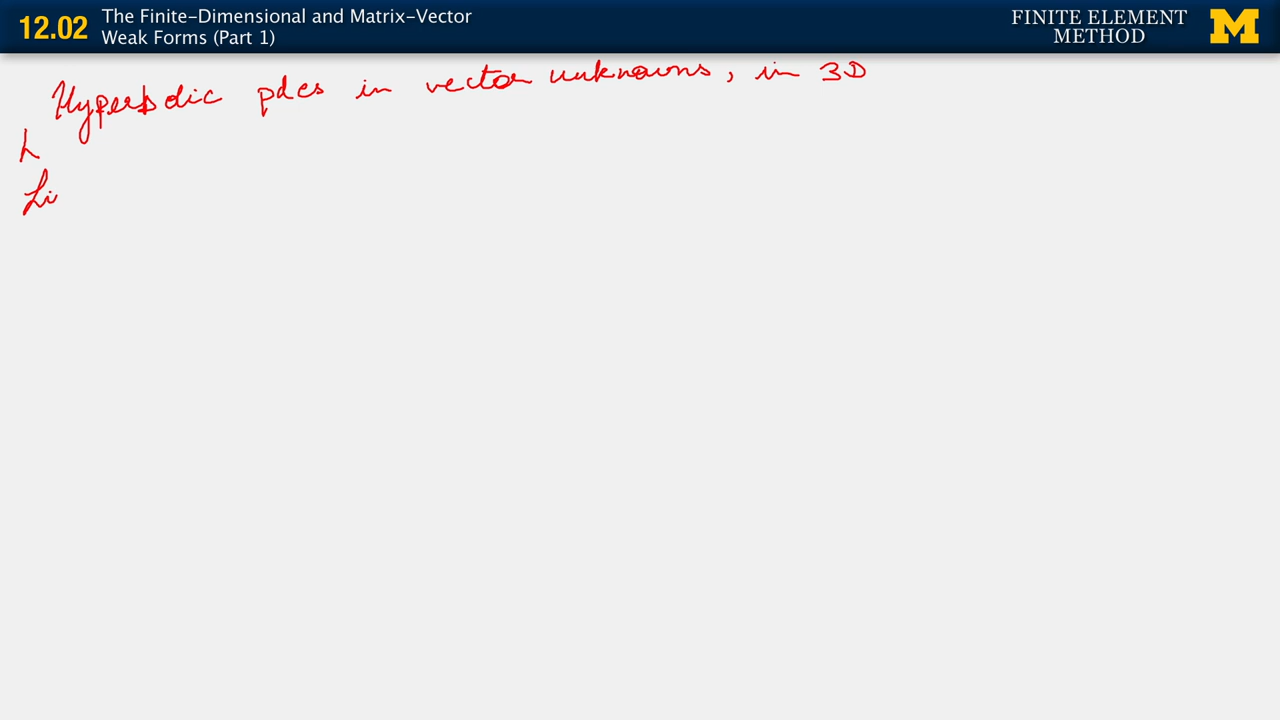 12.02
The Finite-Dimensional and Matrix-Vector
Weak Forms (Part 1)
FINITE ELEMENT
METHOD
M
Hyperbolic pdes in vector unknowns, in 3D
L
Li